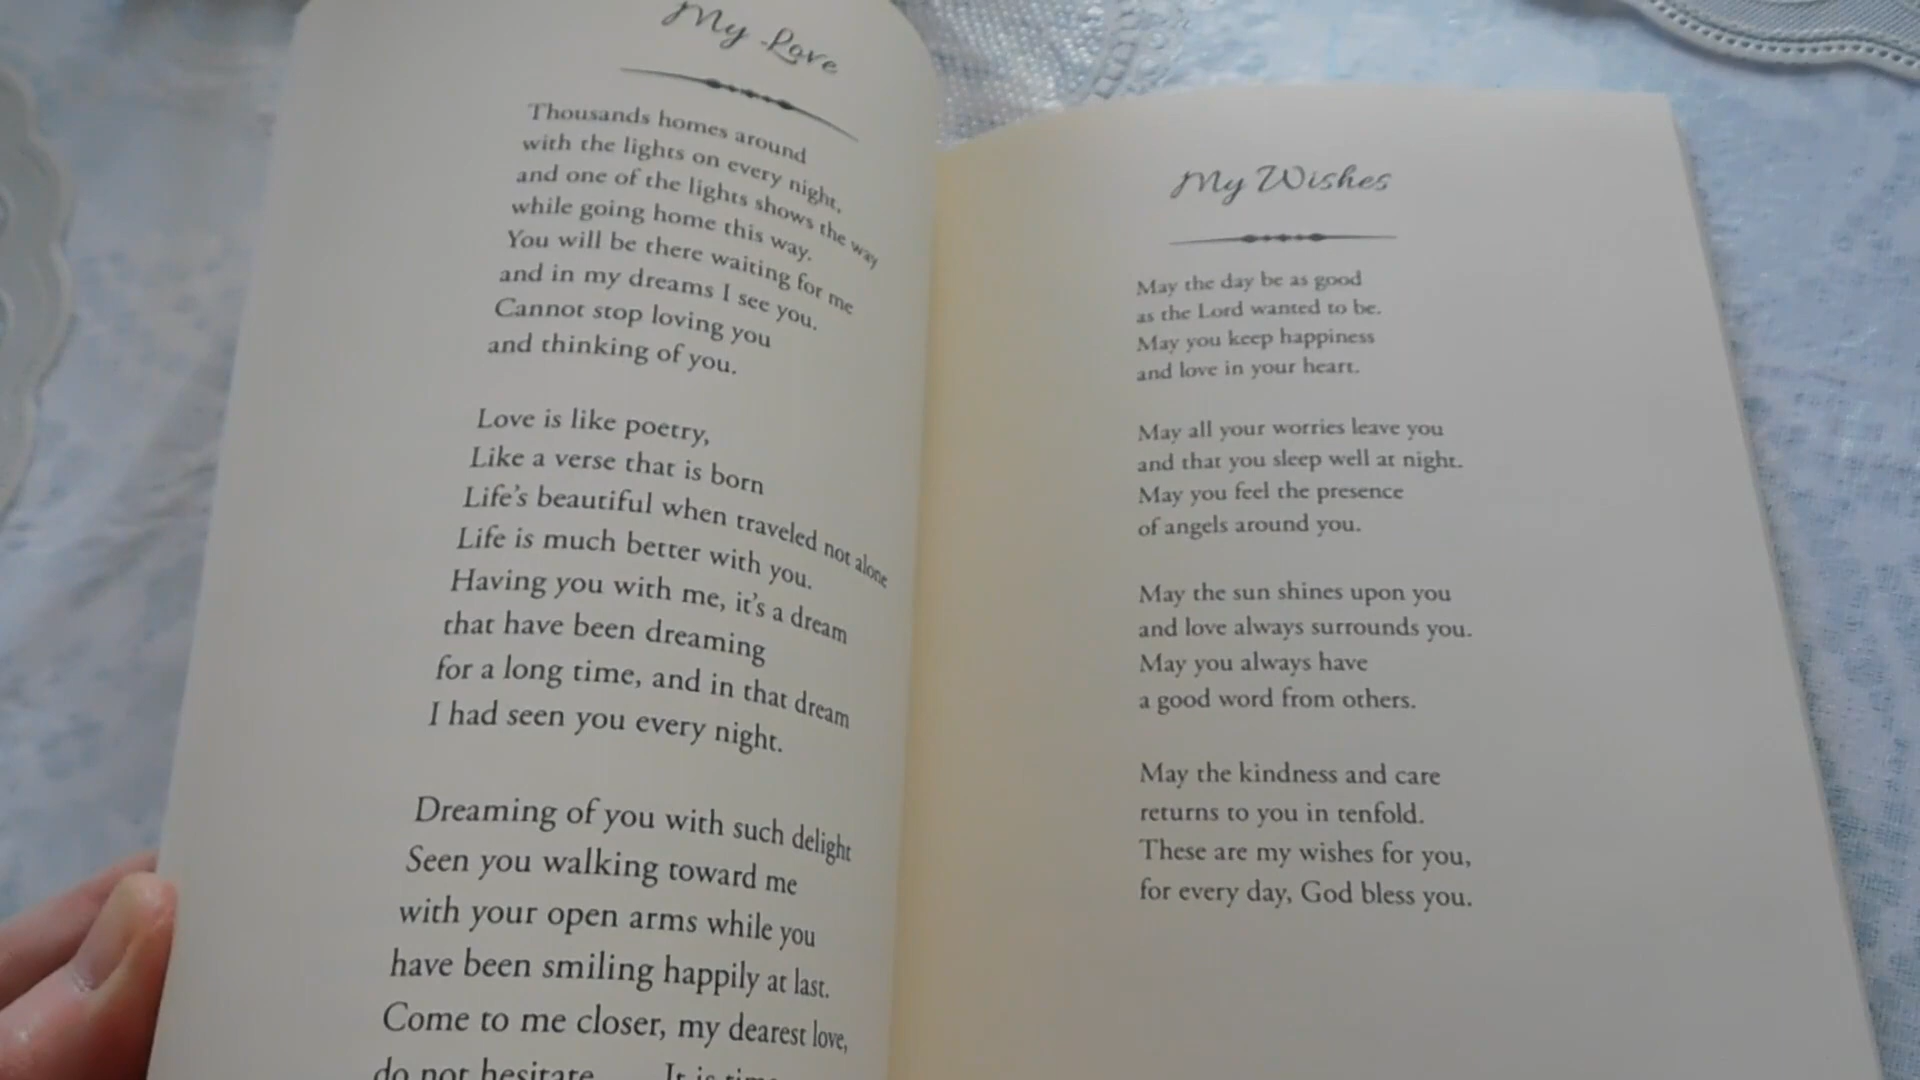 My Love
Thousands homes around
with the lights on every night,
and one of the lights shows the way
while going home this way.
You will be there waiting for me
and in my dreams I see you.
Cannot stop loving you
and thinking of you.
Love is like poetry,
Like a verse that is born
Life's beautiful when traveled not alone
Life is much better with you.
Having you with me, it's a dream
that have been dreaming
for a long time, and in that dream
I had seen you every night.
Dreaming of you with such delight
Seen you walking toward me
with your open arms while you
have been smiling happily at last.
Come to me closer, my dearest love,
do not hesitate It is
My Wishes
May the day be as good
as the Lord wanted to be.
May you keep happiness
and love in your heart.
May all your worries leave you
and that you sleep well at night.
May you feel the presence
of angels around you.
May the sun shines upon you
and love always surrounds you.
May you always have
a good word from others.
May the kindness and care
returns to you in tenfold.
These are my wishes for you,
for every day, God bless you.